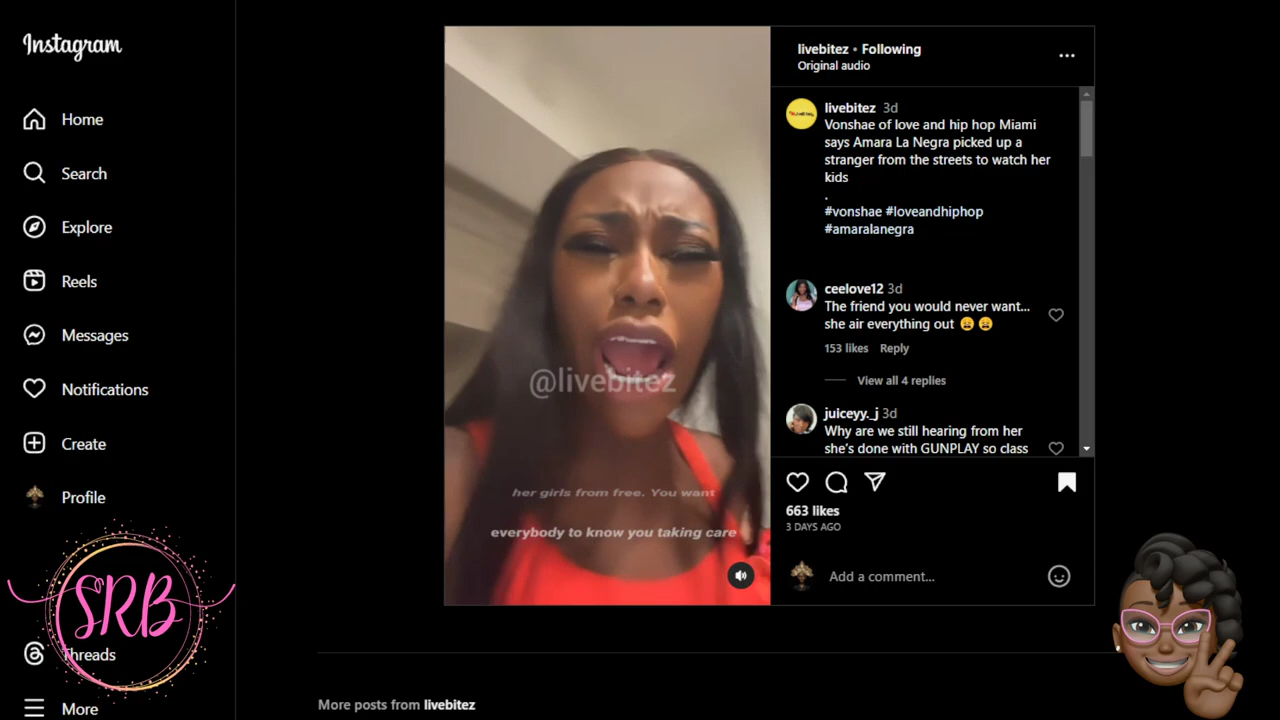 Instagram
Home
Search
Explore
Reels
Messages
Notifications
Create
Profile
SRB
Threads
More
@livebitez
her girls from free. You want
everybody to know you taking care
livebitez • Following
Original audio
livebitez 3d
Vonshae of love and hip hop Miami
says Amara La Negra picked up a
stranger from the streets to watch her
kids
.
#vonshae #loveandhiphop
#amaralanegra
ceelove12 3d
The friend you would never want...
she air everything out 😩😩
153 likes Reply
View all 4 replies
juiceyy._j 3d
Why are we still hearing from her
she's done with GUNPLAY so class
663 likes
3 DAYS AGO
Add a comment...
More posts from livebitez